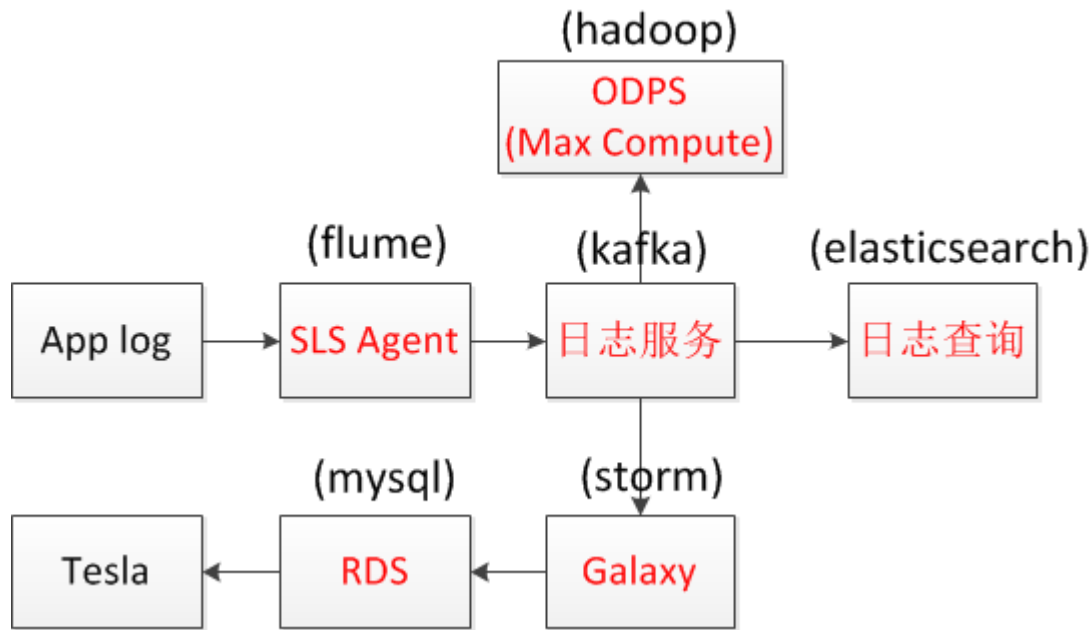 (hadoop)
ODPS
(Max Compute)
(flume)
(kafka)
(elasticsearch)
App log
SLS Agent
日志服务
日志查询
(mysql)
(storm)
Tesla
RDS
Galaxy